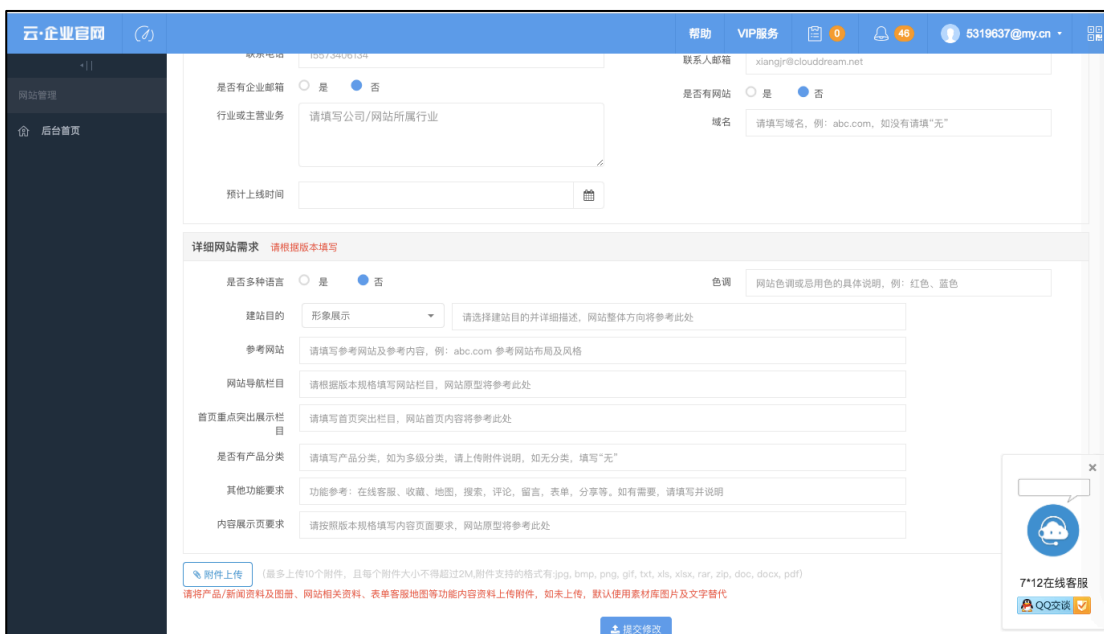 云·企业官网
帮助 VIP服务 0 46 5319637@my.cn
网站管理
后台首页
联系电话 15573406134 联系人邮箱 xiangjr@clouddream.net
是否有企业邮箱 是 否 是否有网站 是 否
行业或主营业务 请填写公司/网站所属行业 域名 请填写域名，例：abc.com，如没有请填“无”
预计上线时间
详细网站需求 请根据版本填写
是否多种语言 是 否 色调 网站色调或忌用色的具体说明，例：红色、蓝色
建站目的 形象展示 请选择建站目的并详细描述，网站整体方向将参考此处
参考网站 请填写参考网站及参考内容，例：abc.com 参考网站布局及风格
网站导航栏目 请根据版本规格填写网站栏目，网站原型将参考此处
首页重点突出展示栏
目 请填写首页突出栏目，网站首页内容将参考此处
是否有产品分类 请填写产品分类，如为多级分类，请上传附件说明，如无分类，填写“无”
其他功能要求 功能参考：在线客服、收藏、地图，搜索，评论，留言，表单，分享等。如有需要，请填写并说明
内容展示页要求 请按照版本规格填写内容页面要求，网站原型将参考此处
附件上传 (最多上传10个附件，且每个附件大小不得超过2M,附件支持的格式有:jpg, bmp, png, gif, txt, xls, xlsx, rar, zip, doc, docx, pdf)
请将产品/新闻资料及图册、网站相关资料、表单客服地图等功能内容资料上传附件，如未上传，默认使用素材库图片及文字替代
提交修改
7*12在线客服
QQ交谈